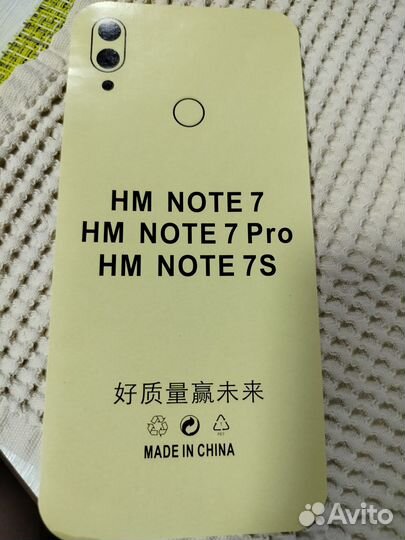 HM NOTE 7
HM NOTE 7 Pro
HM NOTE 7S
好质量赢未来
MADE IN CHINA
Avito